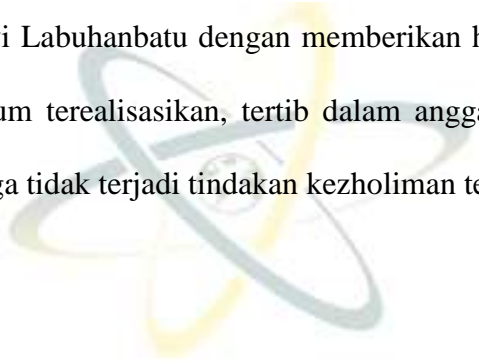 Labuhanbatu dengan memberikan h
um terealisasikan, tertib dalam angga
ga tidak terjadi tindakan kezholiman te